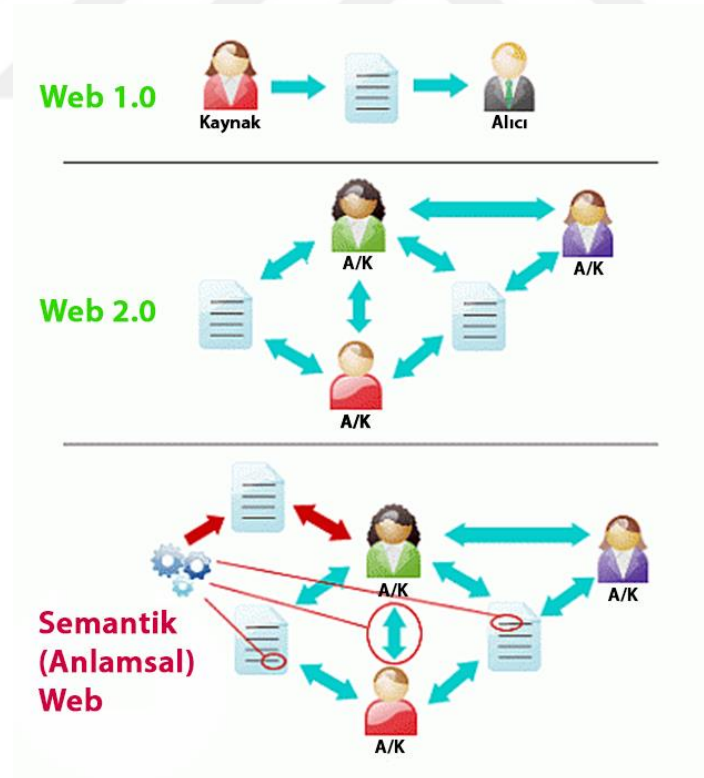 Web 1.0
Kaynak
Alıcı
Web 2.0
A/K
A/K
A/K
Semantik
(Anlamsal)
Web
A/K
A/K
A/K